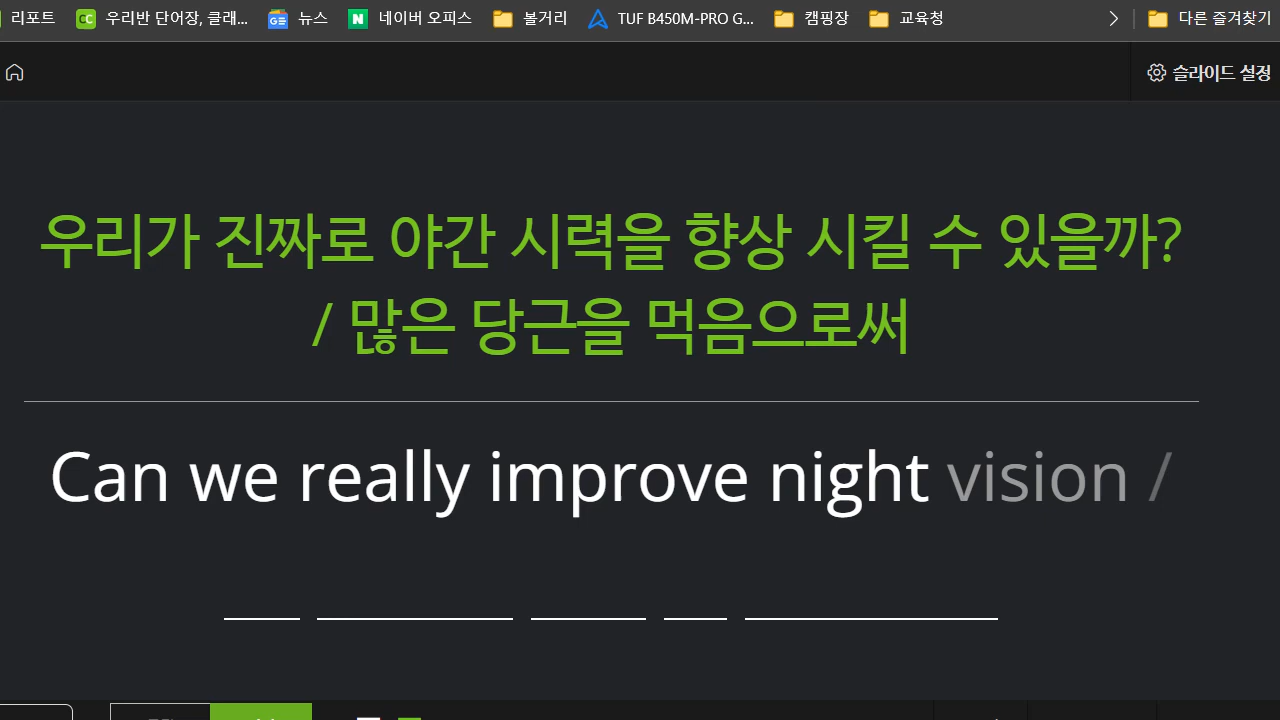 리포트 CC 우리반 단어장, 클래... GE 뉴스 N 네이버 오피스 볼거리 TUF B450M-PRO G... 캠핑장 교육청 다른 즐겨찾기
슬라이드 설정
우리가 진짜로 야간 시력을 향상 시킬 수 있을까?
/ 많은 당근을 먹음으로써
Can we really improve night vision /